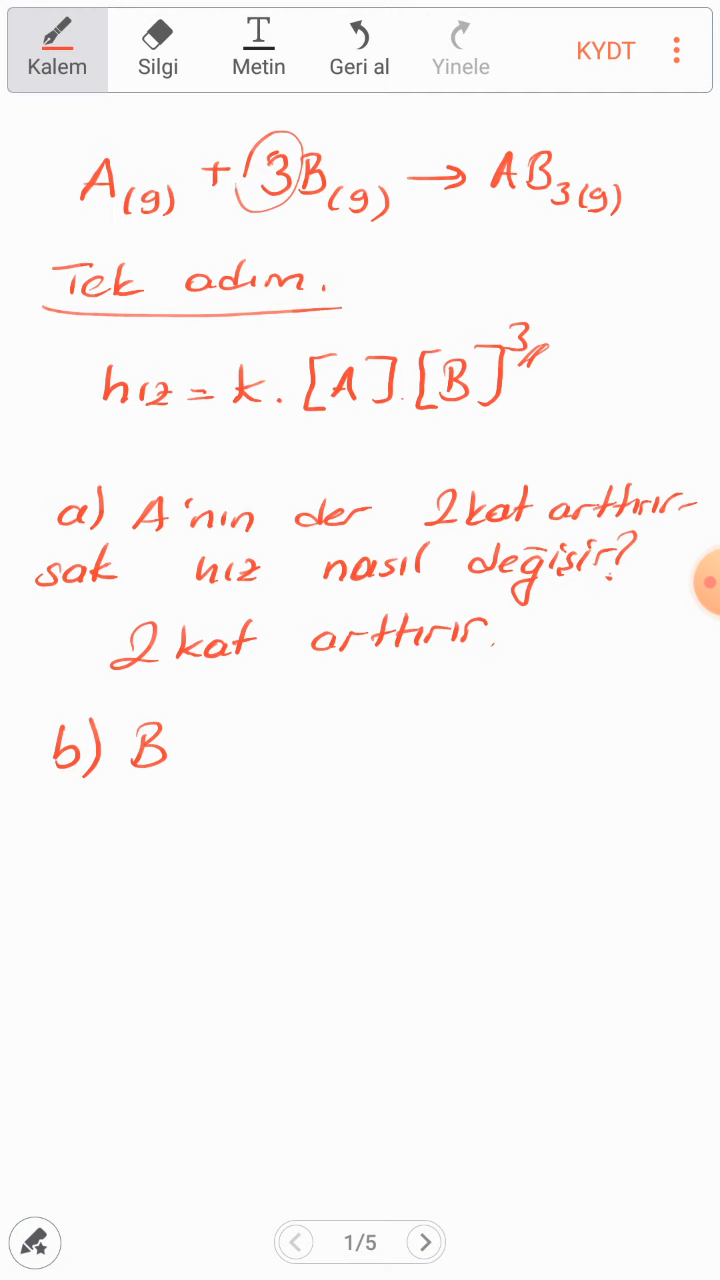 Kalem Silgi Metin Geri al Yinele KYDT
A(g) + 3B(g) → AB3(g)
Tek adım.
hız = k. [A].[B]^3
a) A'nın der 2kat arttırır-
sak hız nasıl değişir?
2kat arttırır.
b) B
1/5